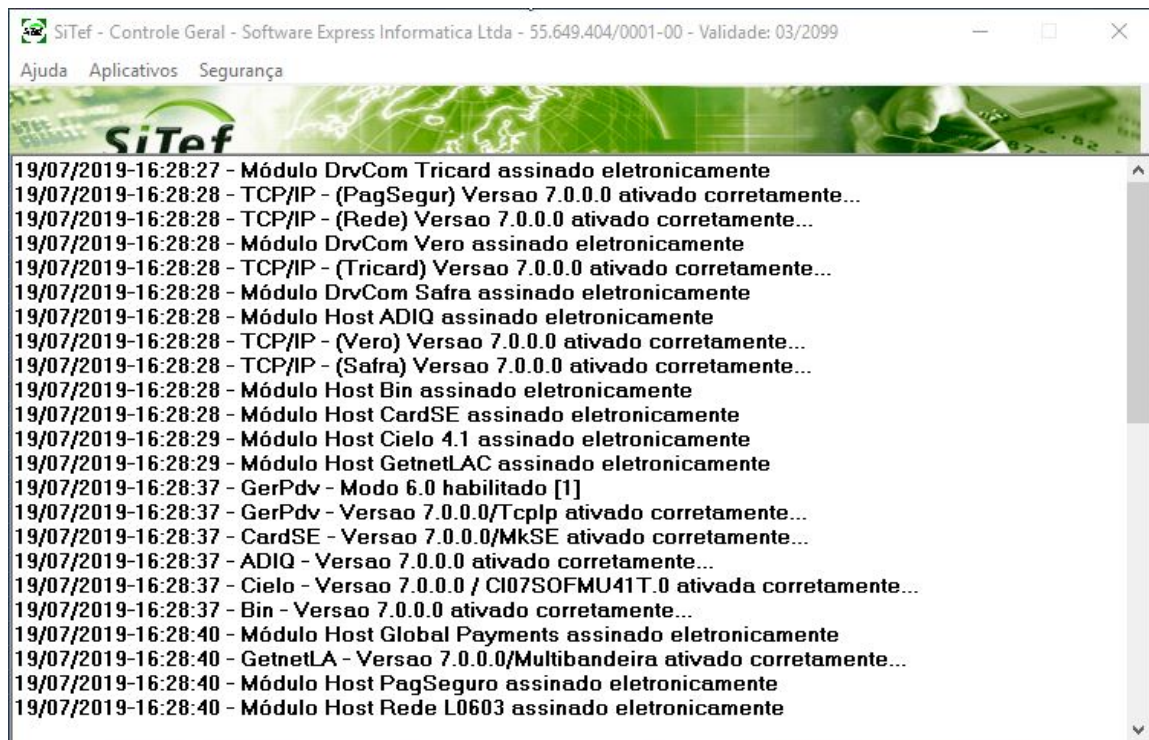 SiTef - Controle Geral - Software Express Informatica Ltda - 55.649.404/0001-00 - Validade: 03/2099
Ajuda Aplicativos Segurança
SiTef
19/07/2019-16:28:27 - Módulo DrvCom Tricard assinado eletronicamente
19/07/2019-16:28:28 - TCP/IP - (PagSegur) Versao 7.0.0.0 ativado corretamente...
19/07/2019-16:28:28 - TCP/IP - (Rede) Versao 7.0.0.0 ativado corretamente...
19/07/2019-16:28:28 - Módulo DrvCom Vero assinado eletronicamente
19/07/2019-16:28:28 - TCP/IP - (Tricard) Versao 7.0.0.0 ativado corretamente...
19/07/2019-16:28:28 - Módulo DrvCom Safra assinado eletronicamente
19/07/2019-16:28:28 - Módulo Host ADIQ assinado eletronicamente
19/07/2019-16:28:28 - TCP/IP - (Vero) Versao 7.0.0.0 ativado corretamente...
19/07/2019-16:28:28 - TCP/IP - (Safra) Versao 7.0.0.0 ativado corretamente...
19/07/2019-16:28:28 - Módulo Host Bin assinado eletronicamente
19/07/2019-16:28:28 - Módulo Host CardSE assinado eletronicamente
19/07/2019-16:28:29 - Módulo Host Cielo 4.1 assinado eletronicamente
19/07/2019-16:28:29 - Módulo Host GetnetLAC assinado eletronicamente
19/07/2019-16:28:37 - GerPdv - Modo 6.0 habilitado [1]
19/07/2019-16:28:37 - GerPdv - Versao 7.0.0.0/TcpIp ativado corretamente...
19/07/2019-16:28:37 - CardSE - Versao 7.0.0.0/MkSE ativado corretamente...
19/07/2019-16:28:37 - ADIQ - Versao 7.0.0.0 ativado corretamente...
19/07/2019-16:28:37 - Cielo - Versao 7.0.0.0 / CI07SOFMU41T.0 ativada corretamente...
19/07/2019-16:28:37 - Bin - Versao 7.0.0.0 ativado corretamente...
19/07/2019-16:28:40 - Módulo Host Global Payments assinado eletronicamente
19/07/2019-16:28:40 - GetnetLA - Versao 7.0.0.0/Multibandeira ativado corretamente...
19/07/2019-16:28:40 - Módulo Host PagSeguro assinado eletronicamente
19/07/2019-16:28:40 - Módulo Host Rede L0603 assinado eletronicamente